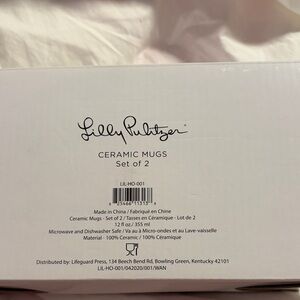 Lilly Pulitzer
CERAMIC MUGS
Set of 2
LIL-HO-001
Made in China / Fabriqué en Chine
Ceramic Mugs - Set of 2 / Tasses en Céramique - Lot de 2
12 fl oz / 355 ml
Microwave and Dishwasher Safe / Va au Micro-ondes et au Lave-vaisselle
Material - 100% Ceramic / 100% Céramique
Distributed by: Lifeguard Press, 134 Beech Bend Rd, Bowling Green, Kentucky 42101
LIL-HO-001/042020/001/WAN